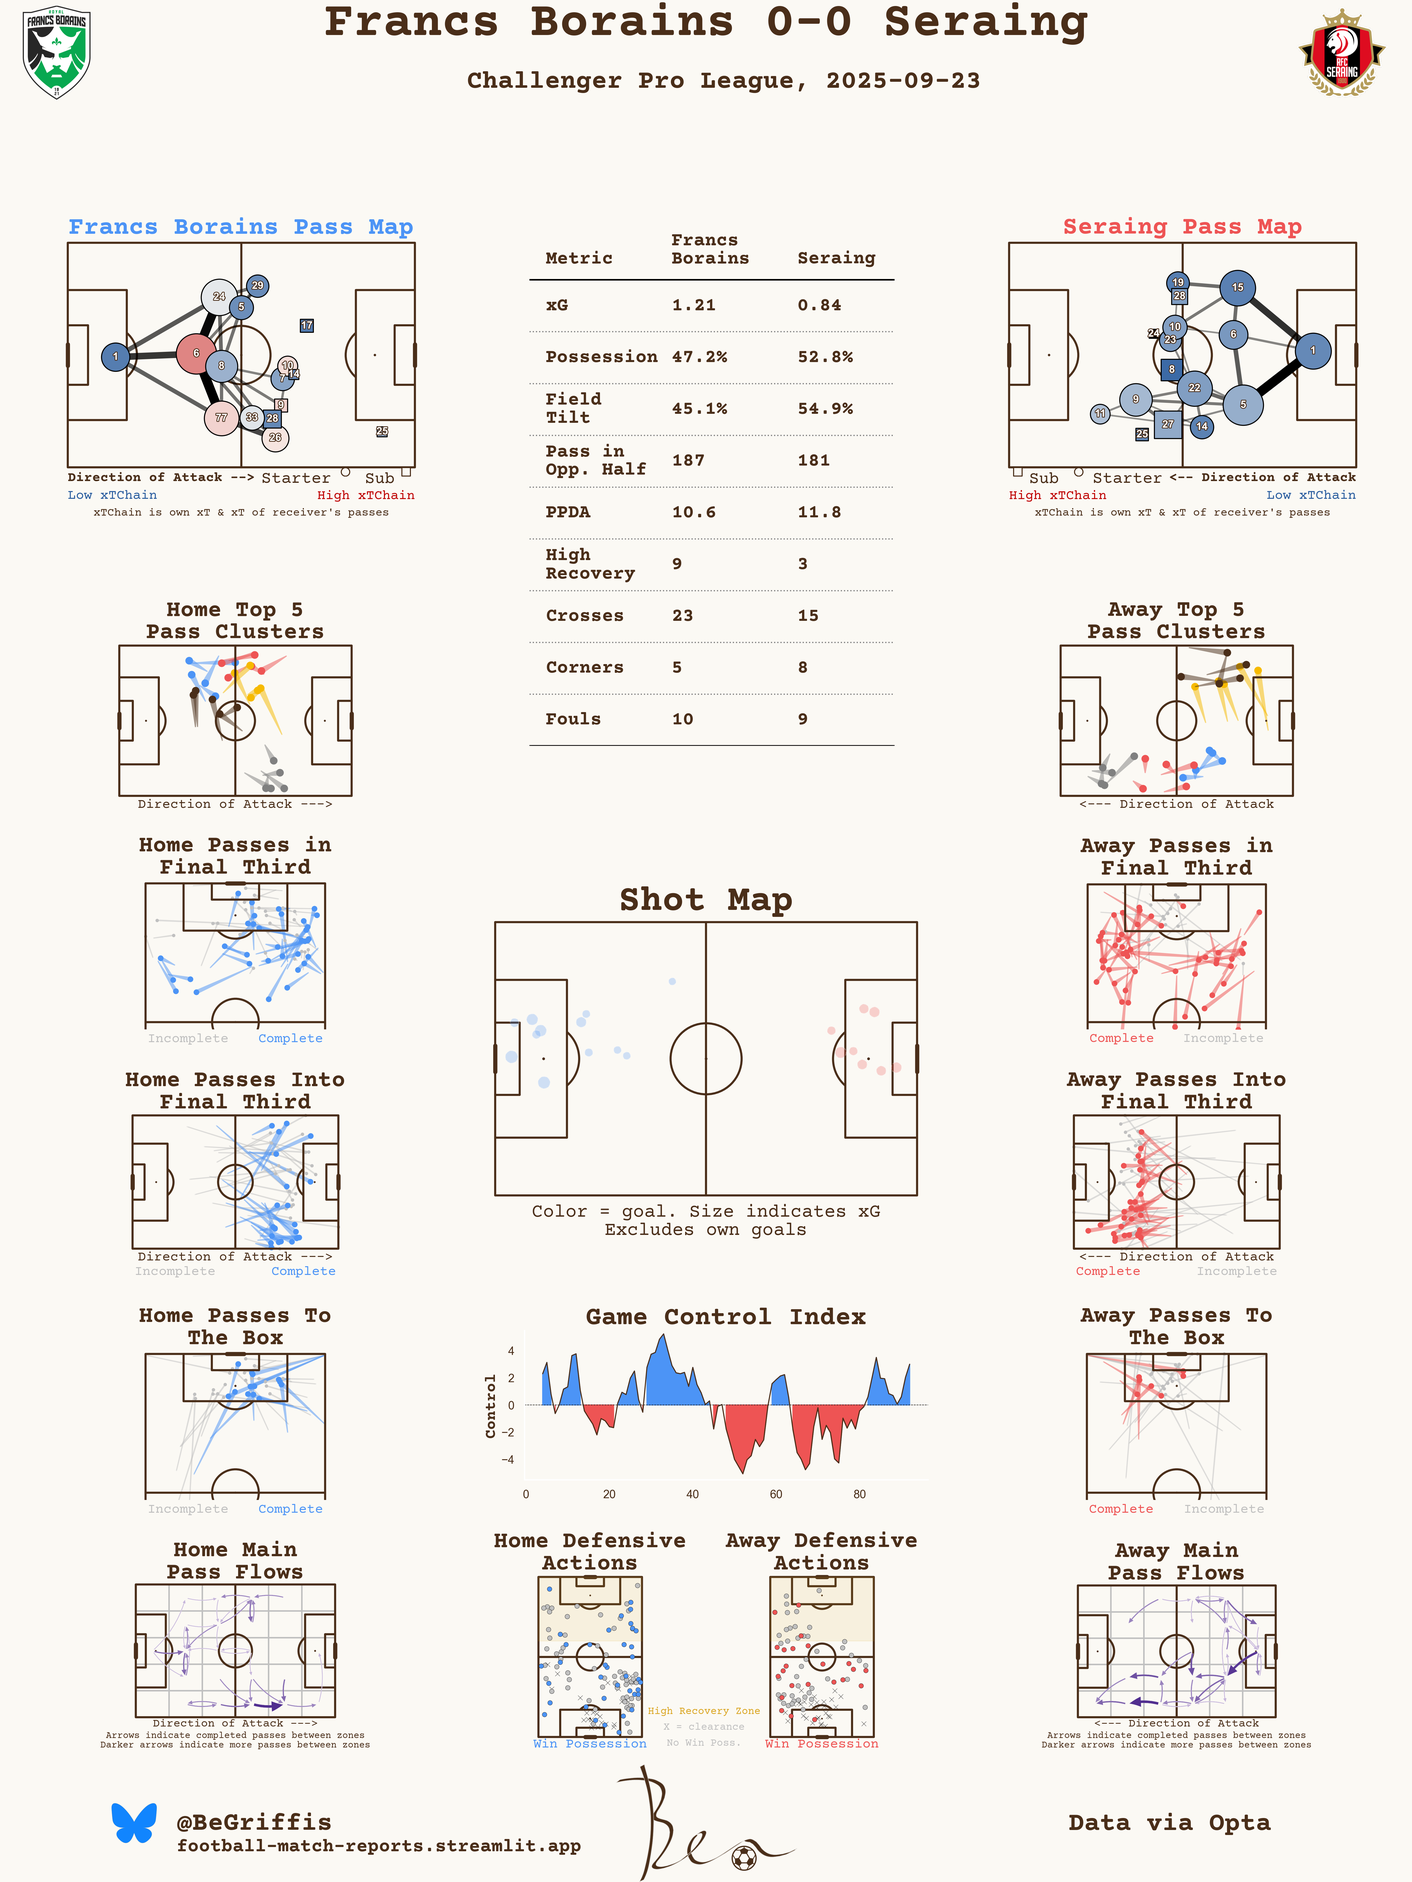 Francs Borains 0-0 Seraing
Challenger Pro League, 2025-09-23
ROYAL
FRANCS BORAINS
19
21
RFC
SERAING
Francs Borains Pass Map
24
29
5
17
1
6
8
10
14
7
9
77
33
28
26
25
Direction of Attack --> Starter Sub
Low xTChain High xTChain
xTChain is own xT & xT of receiver's passes
Metric Francs Borains Seraing
xG 1.21 0.84
Possession 47.2% 52.8%
Field Tilt 45.1% 54.9%
Pass in Opp. Half 187 181
PPDA 10.6 11.8
High Recovery 9 3
Crosses 23 15
Corners 5 8
Fouls 10 9
Seraing Pass Map
19
28
15
10
24
23
6
1
8
22
9
5
11
27
14
25
Sub Starter <-- Direction of Attack
High xTChain Low xTChain
xTChain is own xT & xT of receiver's passes
Home Top 5
Pass Clusters
Direction of Attack --->
Away Top 5
Pass Clusters
<--- Direction of Attack
Home Passes in
Final Third
Incomplete Complete
Away Passes in
Final Third
Complete Incomplete
Shot Map
Color = goal. Size indicates xG
Excludes own goals
Home Passes Into
Final Third
Direction of Attack --->
Incomplete Complete
Away Passes Into
Final Third
<--- Direction of Attack
Complete Incomplete
Home Passes To
The Box
Incomplete Complete
Game Control Index
Control
4
2
0
−2
−4
0 20 40 60 80
Away Passes To
The Box
Complete Incomplete
Home Main
Pass Flows
Direction of Attack --->
Arrows indicate completed passes between zones
Darker arrows indicate more passes between zones
Home Defensive
Actions
Win Possession
High Recovery Zone
X = clearance
No Win Poss.
Away Defensive
Actions
Win Possession
Away Main
Pass Flows
<--- Direction of Attack
Arrows indicate completed passes between zones
Darker arrows indicate more passes between zones
@BeGriffis
football-match-reports.streamlit.app
Ben
Data via Opta